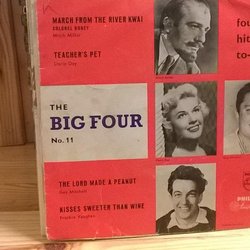 MARCH FROM THE RIVER KWAI
COLONEL BOGEY
Mitch Miller
TEACHER'S PET
Doris Day
THE
BIG FOUR
No. 11
THE LORD MADE A PEANUT
Guy Mitchell
KISSES SWEETER THAN WINE
Frankie Vaughan
fou
hit
to-
PHILI